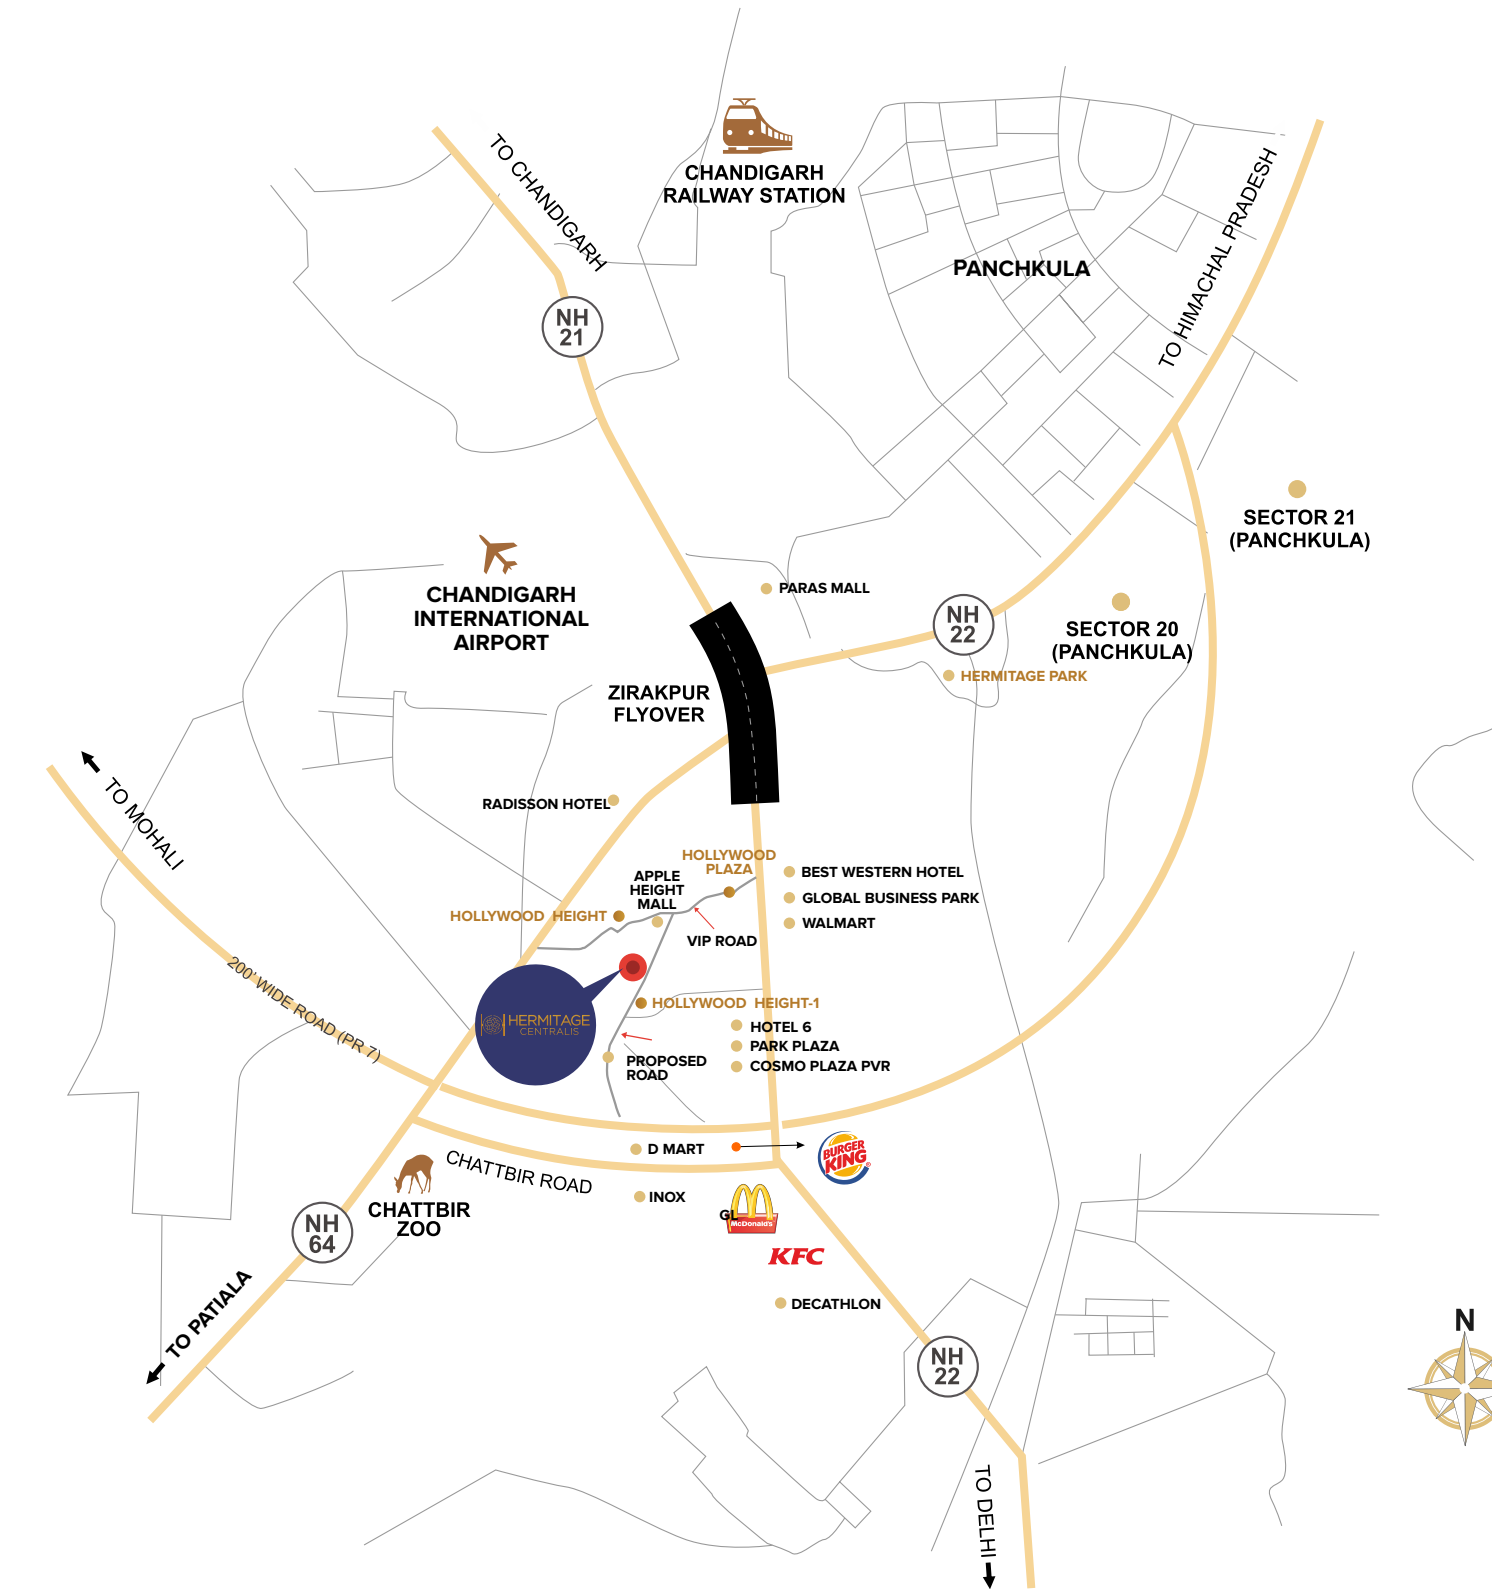 TO CHANDIGARH
CHANDIGARH
RAILWAY STATION
PANCHKULA
TO HIMACHAL PRADESH
NH
21
SECTOR 21
(PANCHKULA)
CHANDIGARH
INTERNATIONAL
AIRPORT
PARAS MALL
NH
22
SECTOR 20
(PANCHKULA)
HERMITAGE PARK
ZIRAKPUR
FLYOVER
TO MOHALI
RADISSON HOTEL
HOLLYWOOD
PLAZA
APPLE
HEIGHT
MALL
BEST WESTERN HOTEL
GLOBAL BUSINESS PARK
WALMART
HOLLYWOOD HEIGHT
VIP ROAD
200' WIDE ROAD (PR 7)
HERMITAGE
CENTRALIS
HOLLYWOOD HEIGHT-1
HOTEL 6
PARK PLAZA
COSMO PLAZA PVR
PROPOSED
ROAD
D MART
BURGER
KING
®
CHATTBIR ROAD
CHATTBIR
ZOO
INOX
GL
McDonald's
NH
64
KFC
TO PATIALA
DECATHLON
N
NH
22
TO DELHI